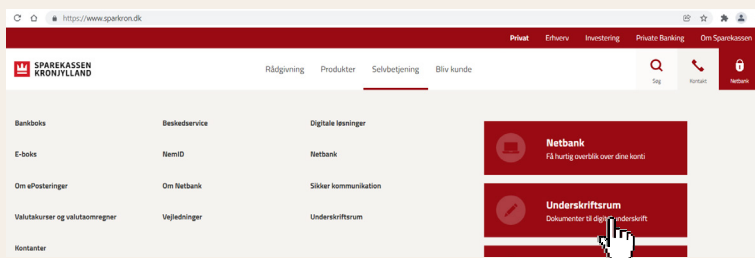 https://www.sparkron.dk
Privat Erhverv Investering Private Banking Om Sparekassen
SPAREKASSEN
KRONJYLLAND
Rådgivning Produkter Selvbetjening Bliv kunde
Søg Kontakt Netbank
Bankboks Beskedservice Digitale løsninger
E-boks NemID Netbank
Om ePosteringer Om Netbank Sikker kommunikation
Valutakurser og valutaomregner Vejledninger Underskriftsrum
Kontanter
Netbank
Få hurtig overblik over dine konti
Underskriftsrum
Dokumenter til digital underskrift